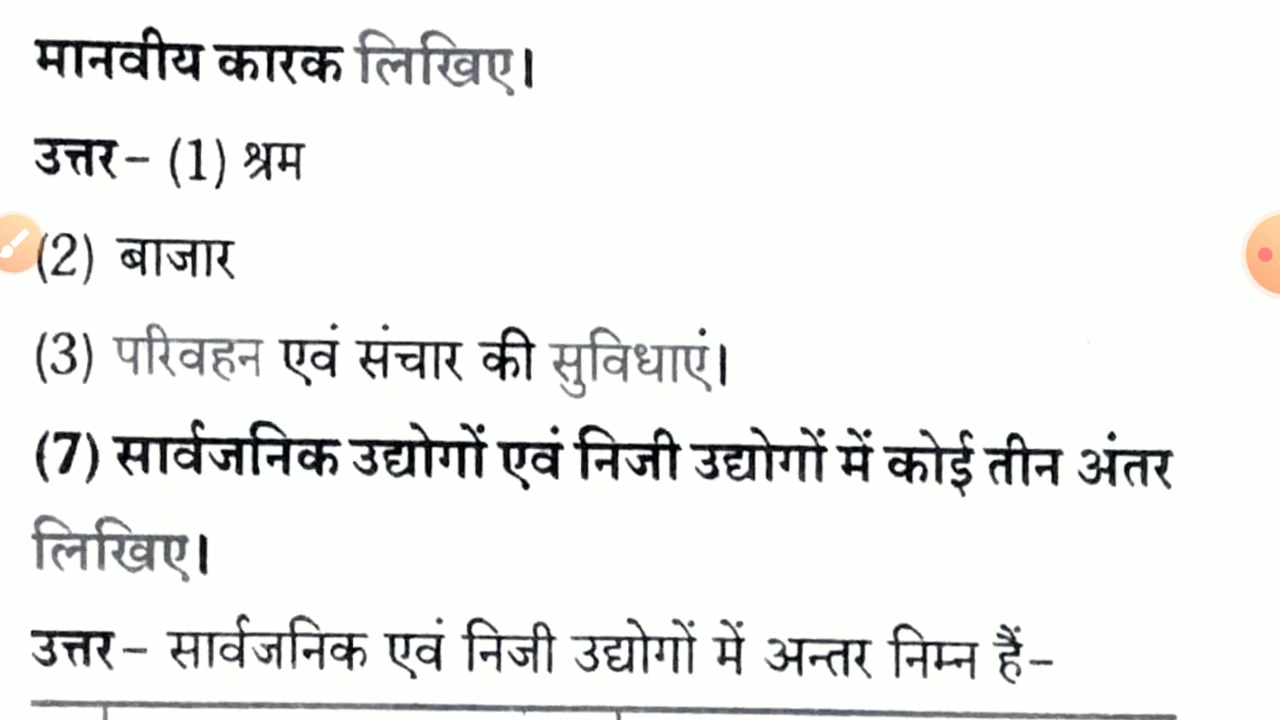 मानवीय कारक लिखिए।
उत्तर– (1) श्रम
(2) बाजार
(3) परिवहन एवं संचार की सुविधाएं।
(7) सार्वजनिक उद्योगों एवं निजी उद्योगों में कोई तीन अंतर
लिखिए।
उत्तर– सार्वजनिक एवं निजी उद्योगों में अन्तर निम्न हैं–